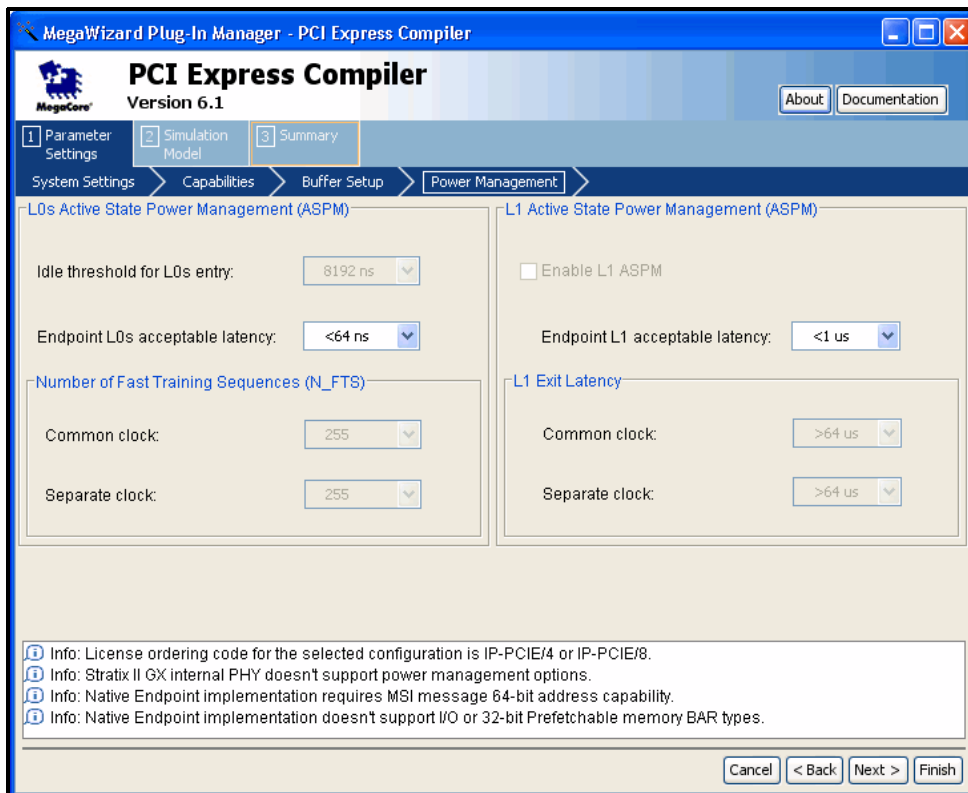 MegaWizard Plug-In Manager - PCI Express Compiler
MegaCore®
PCI Express Compiler
Version 6.1
About
Documentation
1 Parameter Settings
2 Simulation Model
3 Summary
System Settings
Capabilities
Buffer Setup
Power Management
L0s Active State Power Management (ASPM)
Idle threshold for L0s entry: 8192 ns
Endpoint L0s acceptable latency: <64 ns
Number of Fast Training Sequences (N_FTS)
Common clock: 255
Separate clock: 255
L1 Active State Power Management (ASPM)
Enable L1 ASPM
Endpoint L1 acceptable latency: <1 us
L1 Exit Latency
Common clock: >64 us
Separate clock: >64 us
Info: License ordering code for the selected configuration is IP-PCIE/4 or IP-PCIE/8.
Info: Stratix II GX internal PHY doesn't support power management options.
Info: Native Endpoint implementation requires MSI message 64-bit address capability.
Info: Native Endpoint implementation doesn't support I/O or 32-bit Prefetchable memory BAR types.
Cancel
< Back
Next >
Finish